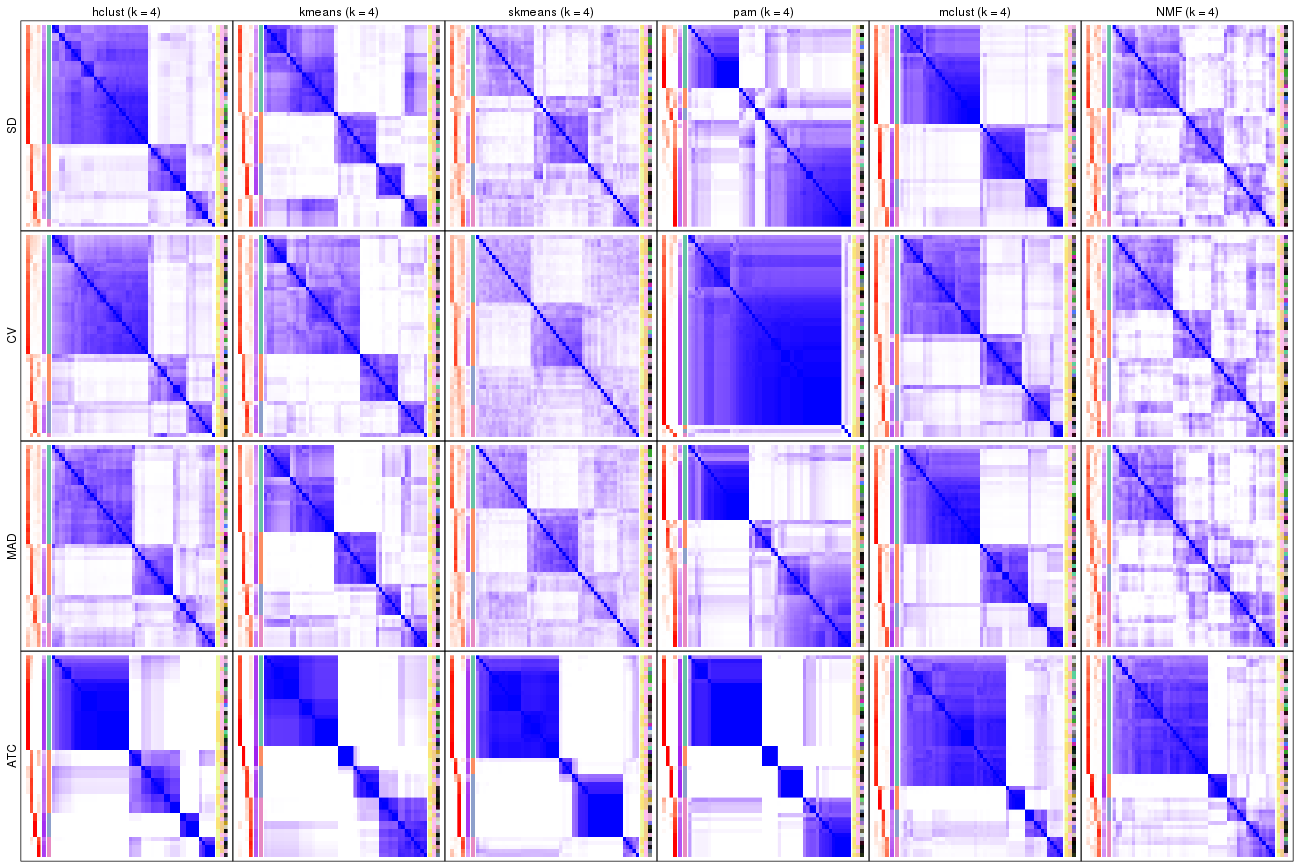 hclust (k = 4) kmeans (k = 4) skmeans (k = 4) pam (k = 4) mclust (k = 4) NMF (k = 4)
SD
CV
MAD
ATC